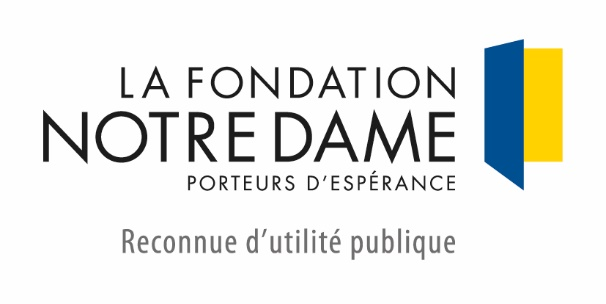 LA FONDATION
NOTRE DAME
PORTEURS D'ESPÉRANCE
Reconnue d'utilité publique